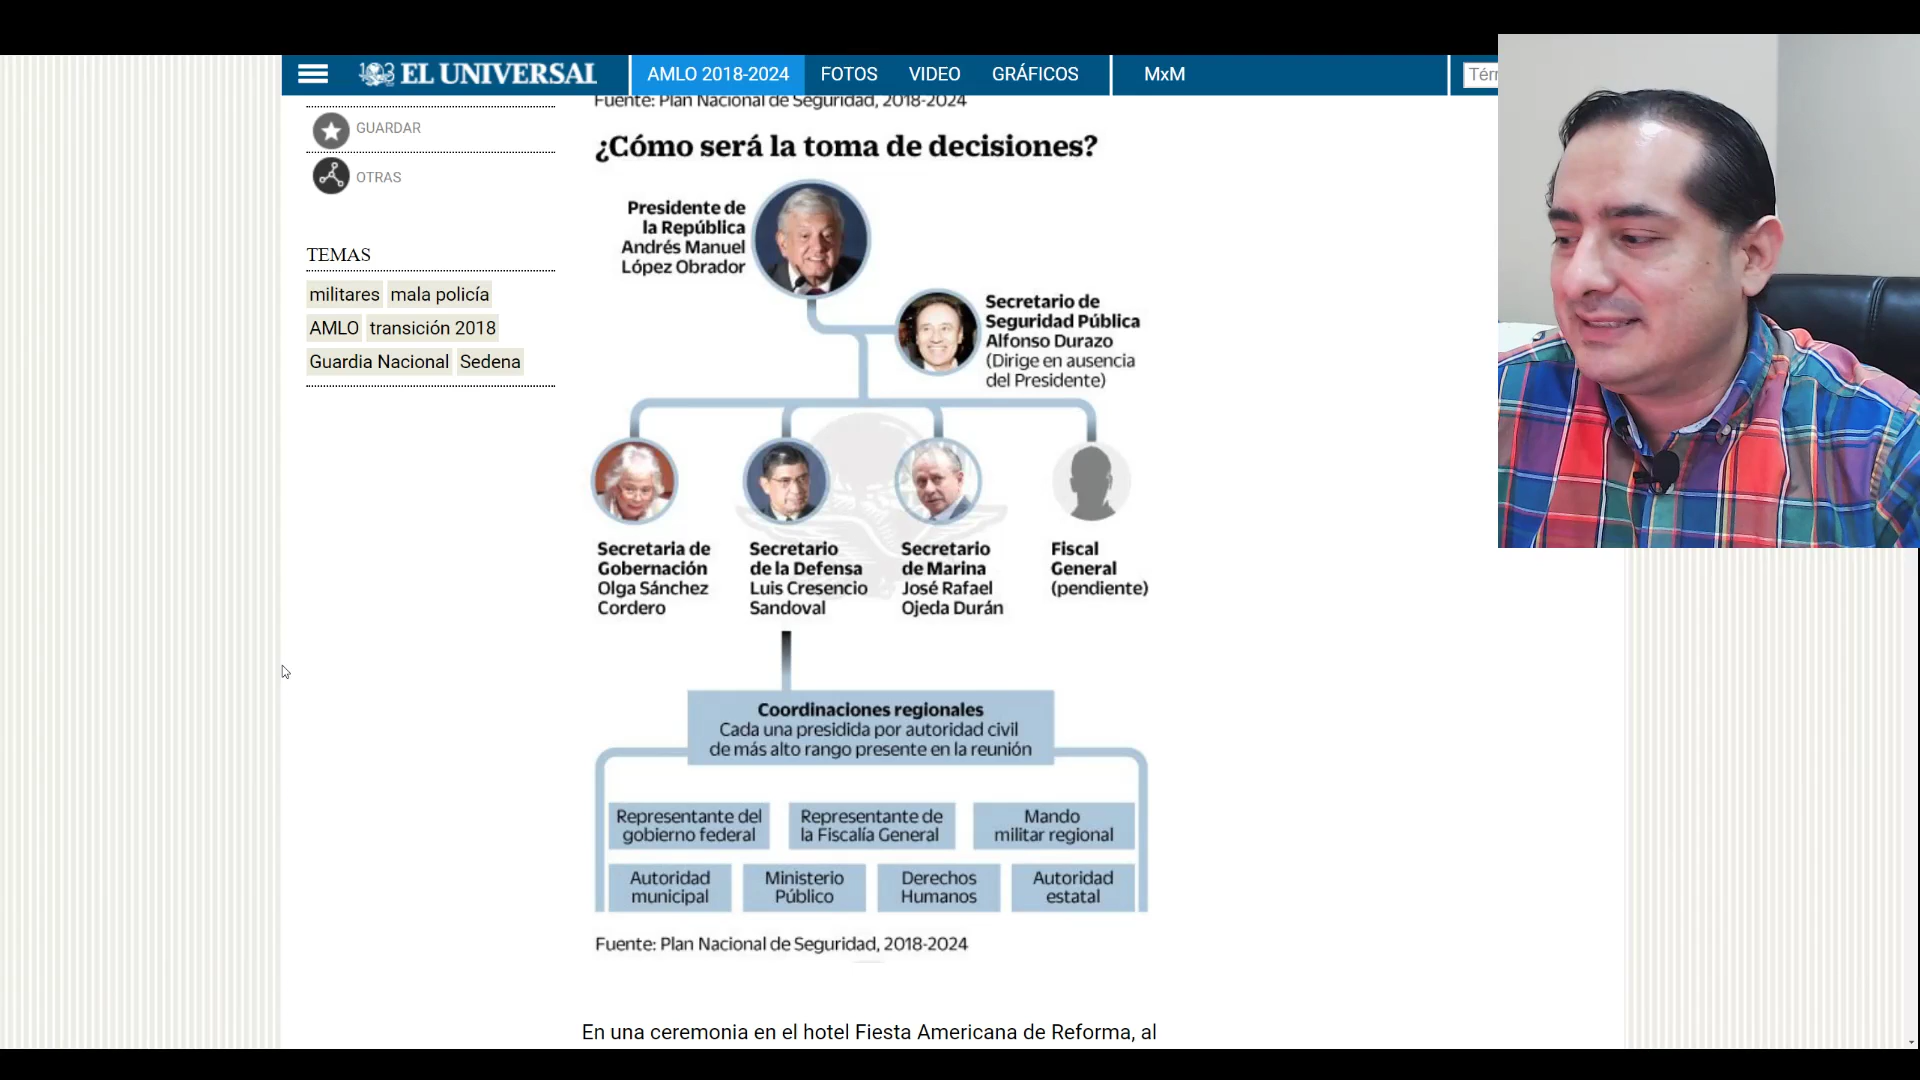 EL UNIVERSAL
AMLO 2018-2024
FOTOS
VIDEO
GRÁFICOS
MxM
Tér
Fuente: Plan Nacional de Seguridad, 2018-2024
GUARDAR
OTRAS
TEMAS
militares mala policía
AMLO transición 2018
Guardia Nacional Sedena
¿Cómo será la toma de decisiones?
Presidente de
la República
Andrés Manuel
López Obrador
Secretario de
Seguridad Pública
Alfonso Durazo
(Dirige en ausencia
del Presidente)
Secretaria de
Gobernación
Olga Sánchez
Cordero
Secretario
de la Defensa
Luis Cresencio
Sandoval
Secretario
de Marina
José Rafael
Ojeda Durán
Fiscal
General
(pendiente)
Coordinaciones regionales
Cada una presidida por autoridad civil
de más alto rango presente en la reunión
Representante del
gobierno federal
Representante de
la Fiscalía General
Mando
militar regional
Autoridad
municipal
Ministerio
Público
Derechos
Humanos
Autoridad
estatal
Fuente: Plan Nacional de Seguridad, 2018-2024
En una ceremonia en el hotel Fiesta Americana de Reforma, al